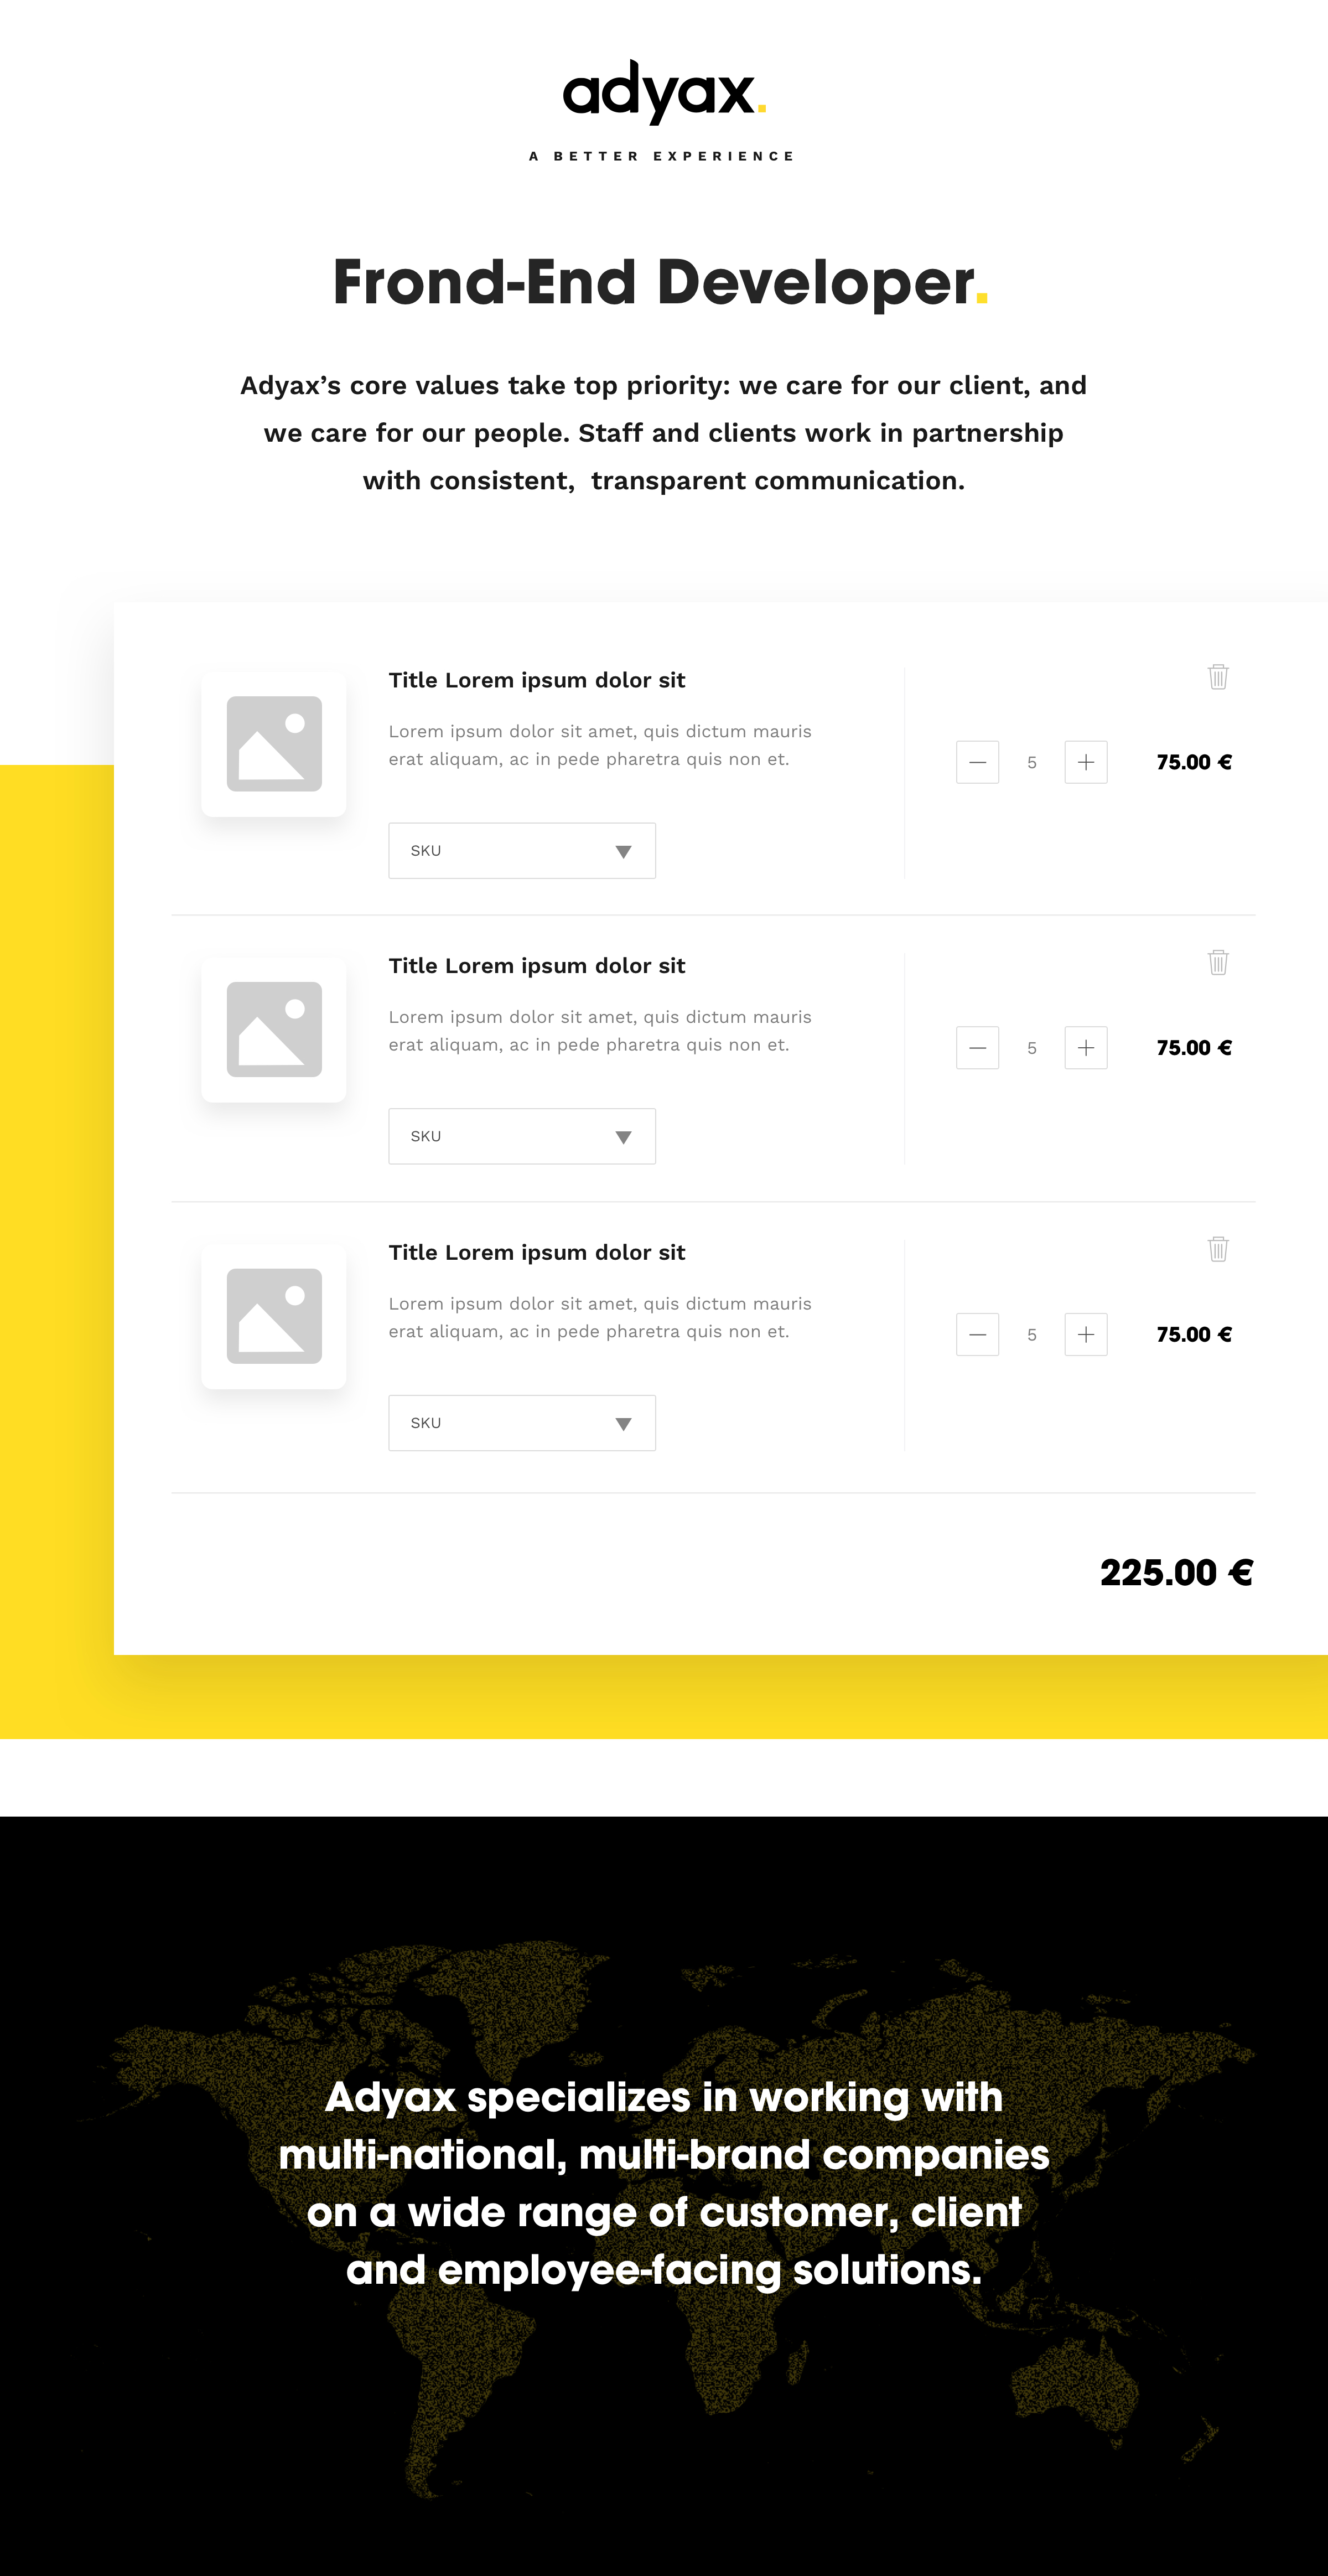 adyax.
A BETTER EXPERIENCE
Frond-End Developer.
Adyax’s core values take top priority: we care for our client, and
we care for our people. Staff and clients work in partnership
with consistent,  transparent communication.
Title Lorem ipsum dolor sit
Lorem ipsum dolor sit amet, quis dictum mauris
erat aliquam, ac in pede pharetra quis non et.
5 75.00 €
SKU
Title Lorem ipsum dolor sit
Lorem ipsum dolor sit amet, quis dictum mauris
erat aliquam, ac in pede pharetra quis non et.
5 75.00 €
SKU
Title Lorem ipsum dolor sit
Lorem ipsum dolor sit amet, quis dictum mauris
erat aliquam, ac in pede pharetra quis non et.
5 75.00 €
SKU
225.00 €
Adyax specializes in working with
multi-national, multi-brand companies
on a wide range of customer, client
and employee-facing solutions.